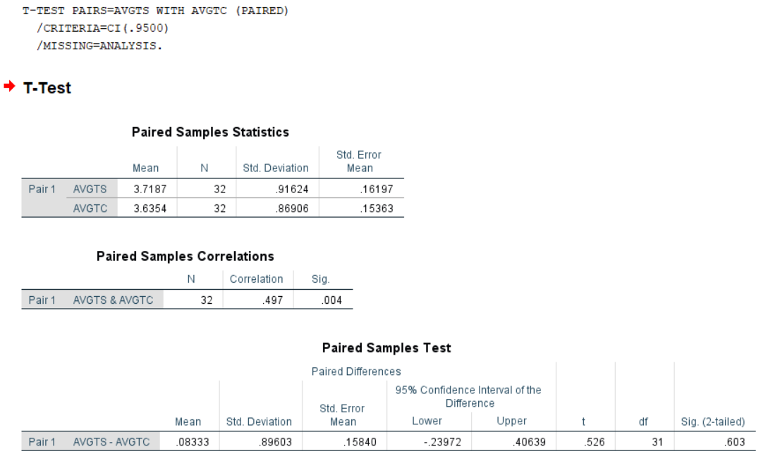 T-TEST PAIRS=AVGTS WITH AVGTC (PAIRED)
/CRITERIA=CI(.9500)
/MISSING=ANALYSIS.
T-Test
Paired Samples Statistics
Mean N Std. Deviation Std. Error Mean
Pair 1 AVGTS 3.7187 32 .91624 .16197
AVGTC 3.6354 32 .86906 .15363
Paired Samples Correlations
N Correlation Sig.
Pair 1 AVGTS & AVGTC 32 .497 .004
Paired Samples Test
Paired Differences
95% Confidence Interval of the Difference
Mean Std. Deviation Std. Error Mean Lower Upper t df Sig. (2-tailed)
Pair 1 AVGTS - AVGTC .08333 .89603 .15840 -.23972 .40639 .526 31 .603